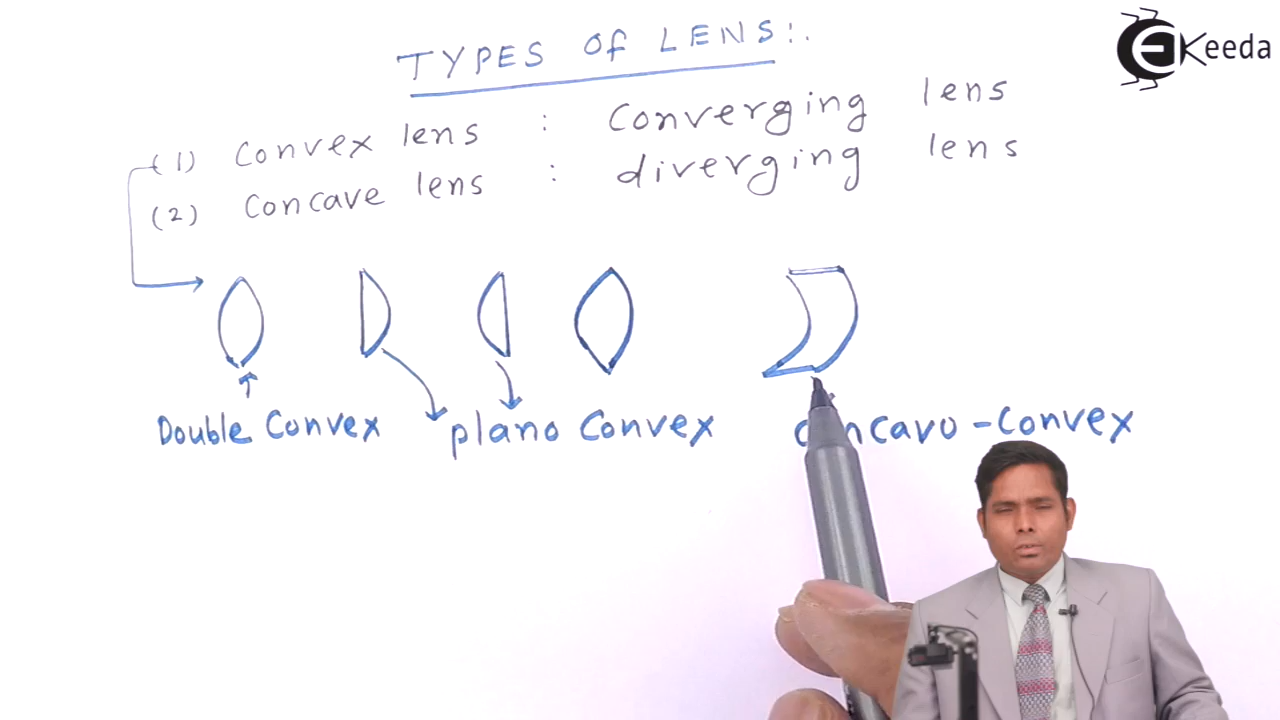 TYPES Of LENS:.
Keeda
(1) Convex lens : Converging lens
(2) Concave lens : diverging lens
Double Convex plano Convex concavo-convex